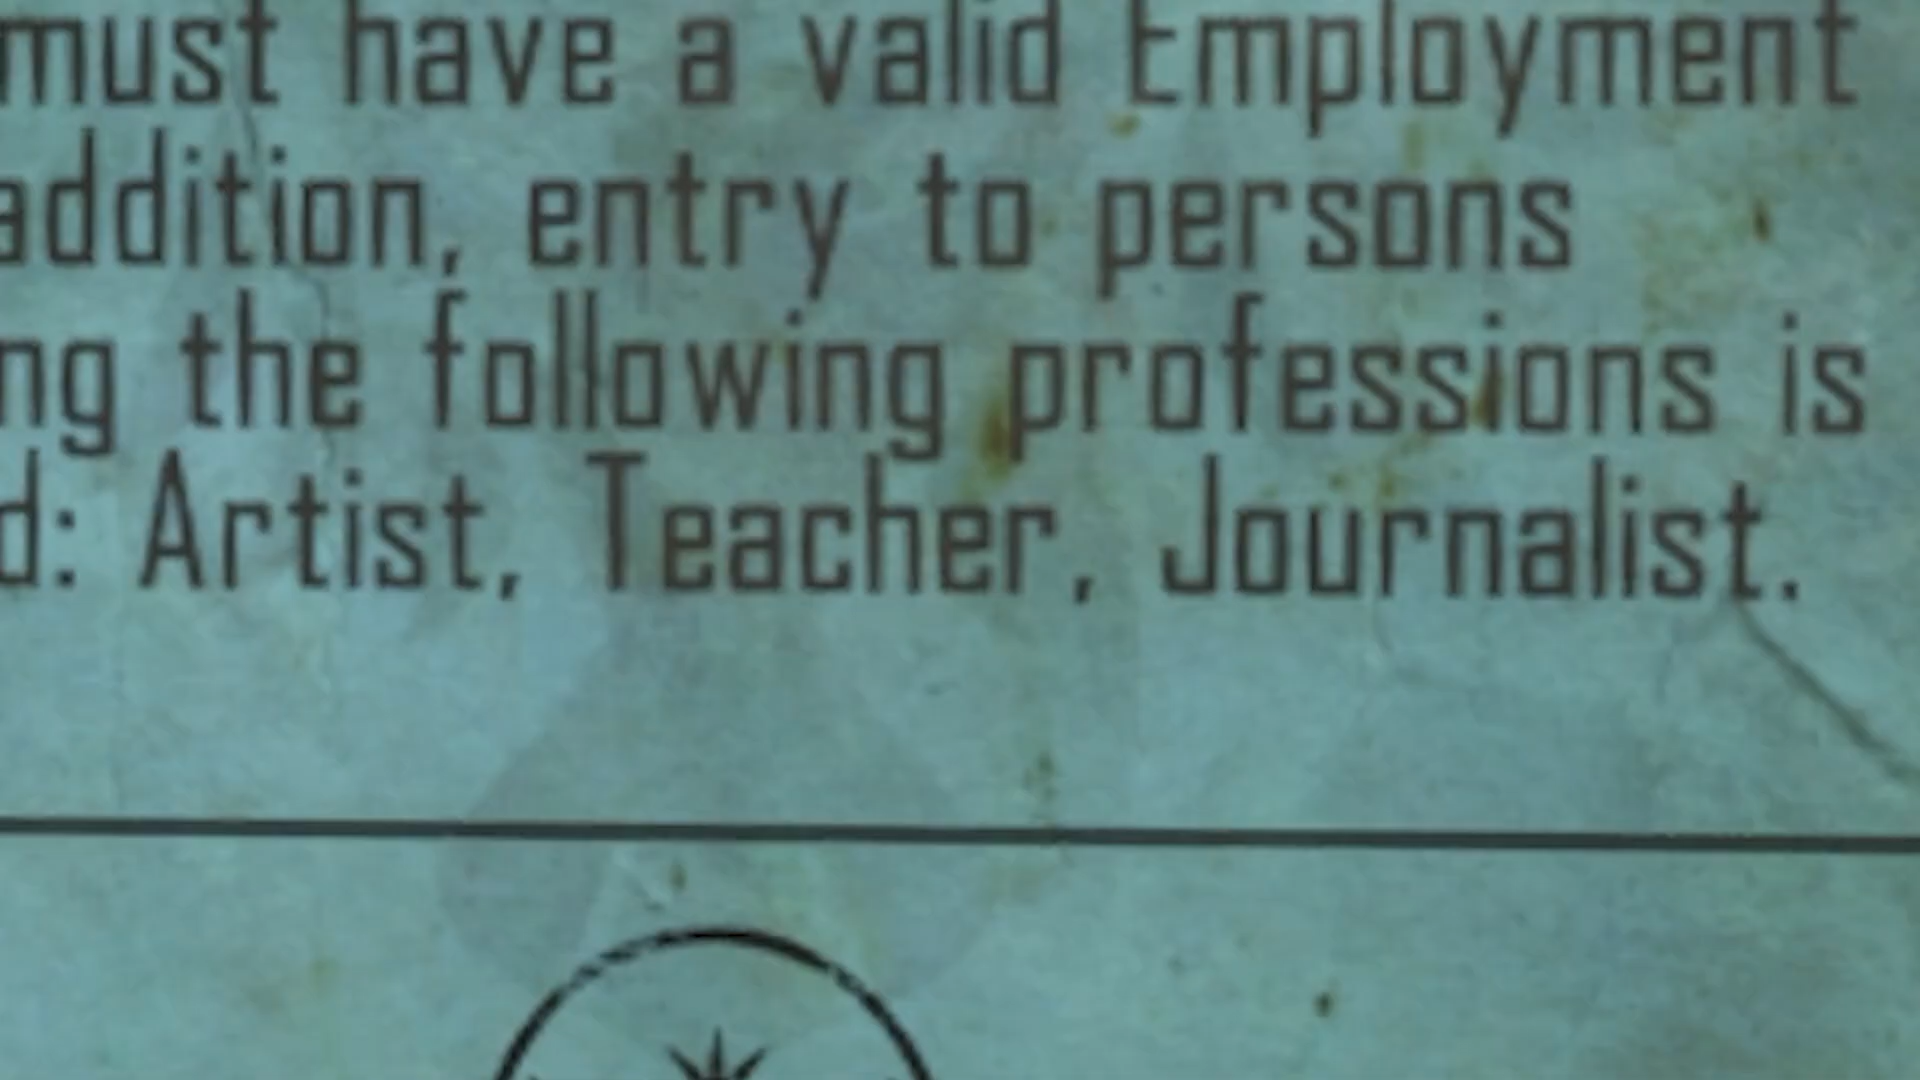 must have a valid Employment
addition, entry to persons
ng the following professions is
d: Artist, Teacher, Journalist.